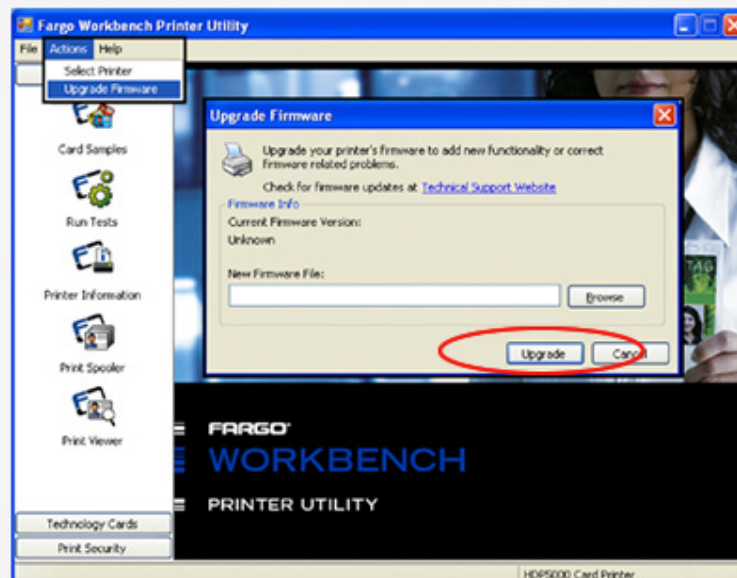 Fargo Workbench Printer Utility
File Actions Help
Select Printer
Upgrade Firmware
Card Samples
Run Tests
Printer Information
Print Spooler
Print Viewer
Technology Cards
Print Security
Upgrade Firmware
Upgrade your printer's firmware to add new functionality or correct
firmware related problems.
Check for firmware updates at Technical Support Website
Firmware Info
Current Firmware Version:
Unknown
New Firmware File:
Browse
Upgrade Cancel
TAG
FARGO
WORKBENCH
PRINTER UTILITY
HDP5000 Card Printer